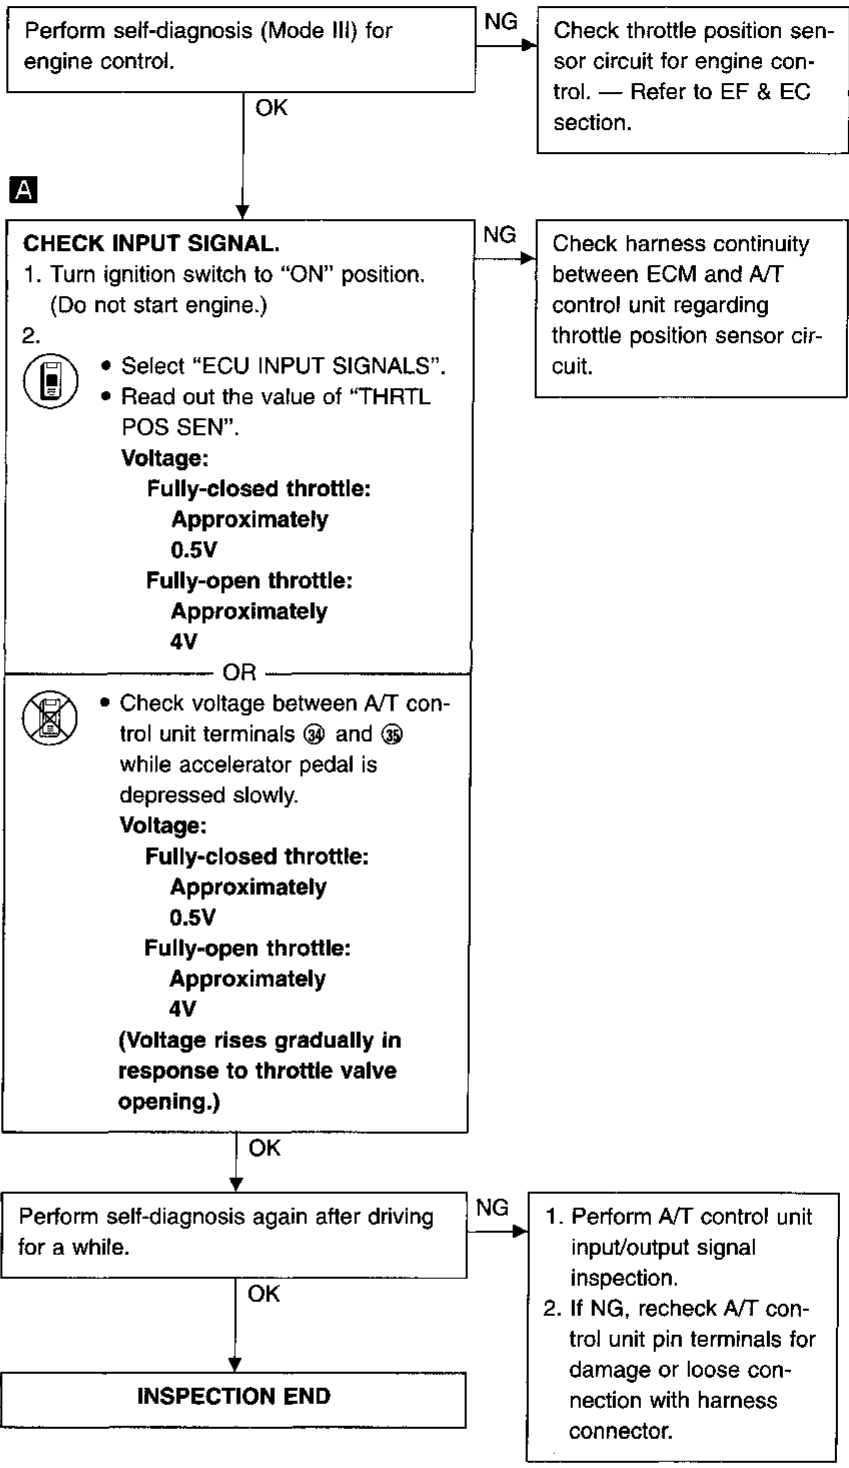 Perform self-diagnosis (Mode III) for
engine control.
NG
Check throttle position sen-
sor circuit for engine con-
trol. — Refer to EF & EC
section.
OK
A
CHECK INPUT SIGNAL.
1. Turn ignition switch to “ON” position.
(Do not start engine.)
2.
• Select “ECU INPUT SIGNALS”.
• Read out the value of “THRTL
POS SEN”.
Voltage:
Fully-closed throttle:
Approximately
0.5V
Fully-open throttle:
Approximately
4V
NG
Check harness continuity
between ECM and A/T
control unit regarding
throttle position sensor cir-
cuit.
OR
• Check voltage between A/T con-
trol unit terminals ㉞ and ㉟
while accelerator pedal is
depressed slowly.
Voltage:
Fully-closed throttle:
Approximately
0.5V
Fully-open throttle:
Approximately
4V
(Voltage rises gradually in
response to throttle valve
opening.)
OK
Perform self-diagnosis again after driving
for a while.
NG
1. Perform A/T control unit
input/output signal
inspection.
2. If NG, recheck A/T con-
trol unit pin terminals for
damage or loose con-
nection with harness
connector.
OK
INSPECTION END